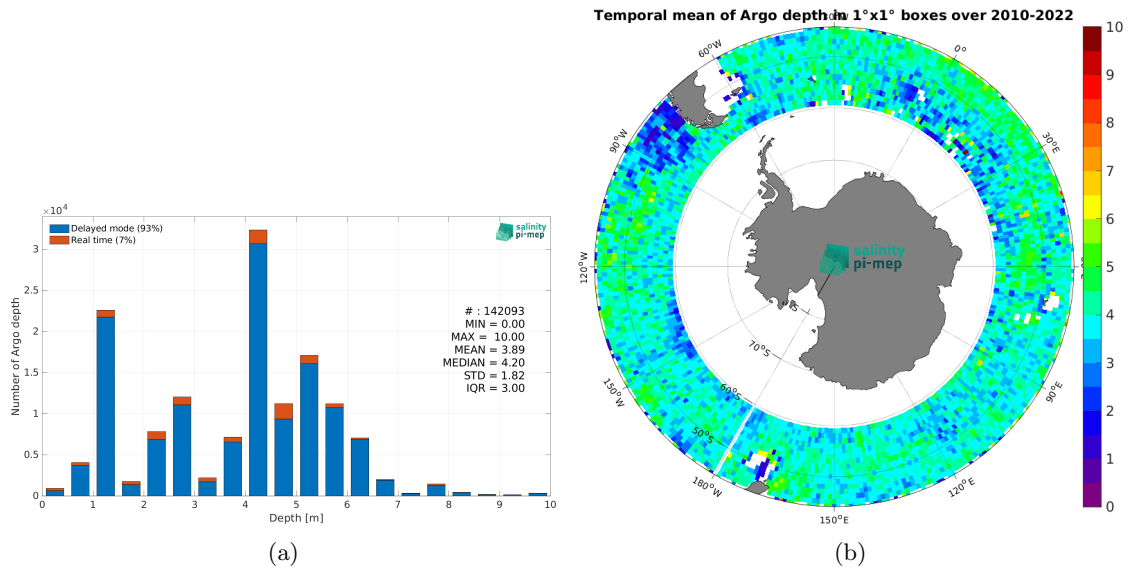 ×10⁴
Delayed mode (93%)
Real time (7%)
salinity
pi-mep
# : 142093
MIN = 0.00
MAX = 10.00
MEAN = 3.89
MEDIAN = 4.20
STD = 1.82
IQR = 3.00
Number of Argo depth
3
2.5
2
1.5
1
0.5
0
0 1 2 3 4 5 6 7 8 9 10
Depth [m]
(a)
Temporal mean of Argo depth in 1°x1° boxes over 2010-2022
60°W
0°
30°E
90°W
120°W
150°W
180°W
150°E
120°E
90°E
70°S
60°S
50°S
salinity
pi-mep
10
9
8
7
6
5
4
3
2
1
0
(b)